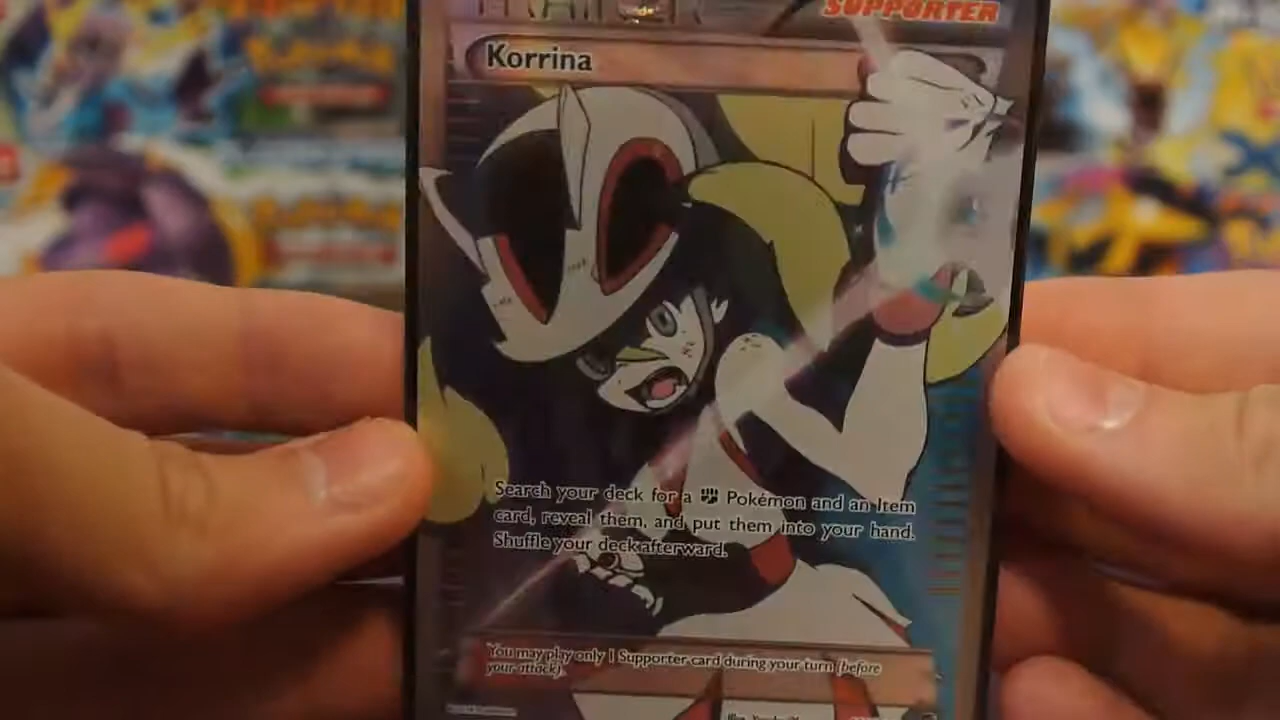 TRAINER
SUPPORTER
Korrina
Search your deck for a Pokémon and an Item
card, reveal them, and put them into your hand.
Shuffle your deck afterward.
You may play only 1 Supporter card during your turn (before
your attack).